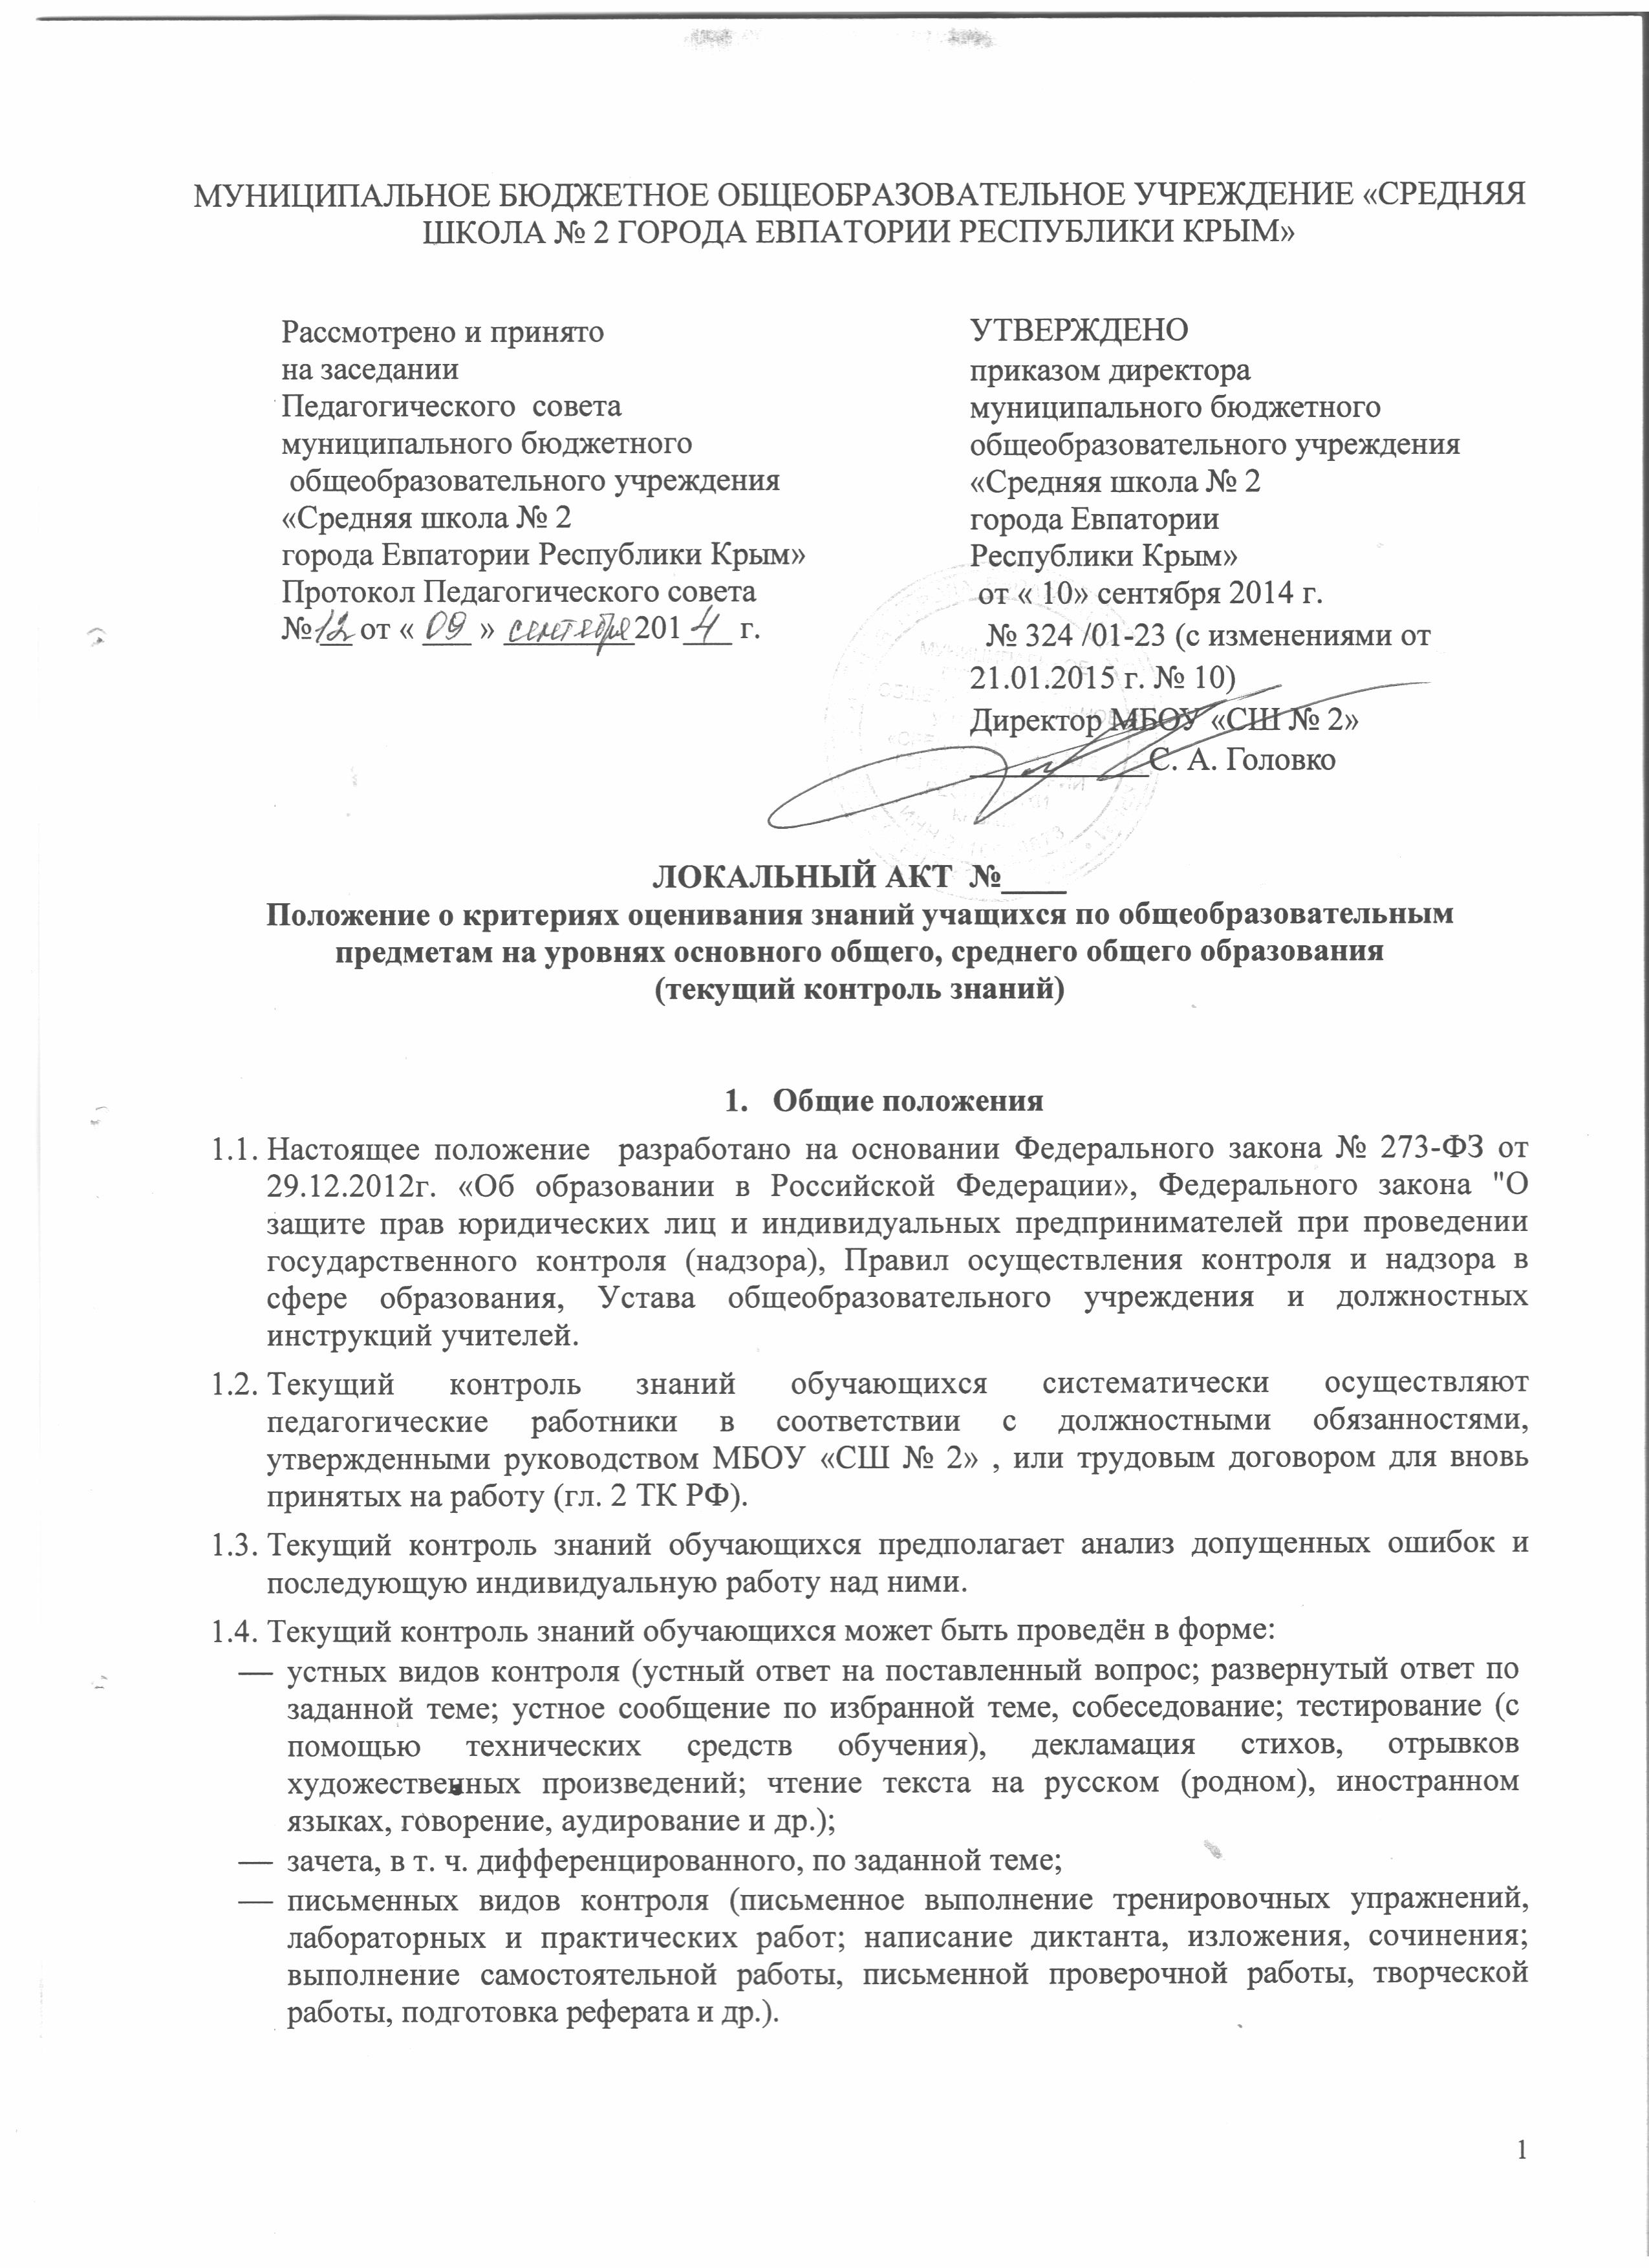 МУНИЦИПАЛЬНОЕ БЮДЖЕТНОЕ ОБЩЕОБРАЗОВАТЕЛЬНОЕ УЧРЕЖДЕНИЕ «СРЕДНЯЯ
ШКОЛА № 2 ГОРОДА ЕВПАТОРИИ РЕСПУБЛИКИ КРЫМ»
Рассмотрено и принято
на заседании
Педагогического совета
муниципального бюджетного
общеобразовательного учреждения
«Средняя школа № 2
города Евпатории Республики Крым»
Протокол Педагогического совета
№ 12 от « 09 » сентября 2014 г.
УТВЕРЖДЕНО
приказом директора
муниципального бюджетного
общеобразовательного учреждения
«Средняя школа № 2
города Евпатории
Республики Крым»
от « 10» сентября 2014 г.
№ 324 /01-23 (с изменениями от
21.01.2015 г. № 10)
Директор МБОУ «СШ № 2»
____________С. А. Головко
ЛОКАЛЬНЫЙ АКТ №____
Положение о критериях оценивания знаний учащихся по общеобразовательным
предметам на уровнях основного общего, среднего общего образования
(текущий контроль знаний)
1. Общие положения
1.1. Настоящее положение разработано на основании Федерального закона № 273-ФЗ от
29.12.2012г. «Об образовании в Российской Федерации», Федерального закона "О
защите прав юридических лиц и индивидуальных предпринимателей при проведении
государственного контроля (надзора), Правил осуществления контроля и надзора в
сфере образования, Устава общеобразовательного учреждения и должностных
инструкций учителей.
1.2. Текущий контроль знаний обучающихся систематически осуществляют
педагогические работники в соответствии с должностными обязанностями,
утвержденными руководством МБОУ «СШ № 2» , или трудовым договором для вновь
принятых на работу (гл. 2 ТК РФ).
1.3. Текущий контроль знаний обучающихся предполагает анализ допущенных ошибок и
последующую индивидуальную работу над ними.
1.4. Текущий контроль знаний обучающихся может быть проведён в форме:
— устных видов контроля (устный ответ на поставленный вопрос; развернутый ответ по
заданной теме; устное сообщение по избранной теме, собеседование; тестирование (с
помощью технических средств обучения), декламация стихов, отрывков
художественных произведений; чтение текста на русском (родном), иностранном
языках, говорение, аудирование и др.);
— зачета, в т. ч. дифференцированного, по заданной теме;
— письменных видов контроля (письменное выполнение тренировочных упражнений,
лабораторных и практических работ; написание диктанта, изложения, сочинения;
выполнение самостоятельной работы, письменной проверочной работы, творческой
работы, подготовка реферата и др.).
1